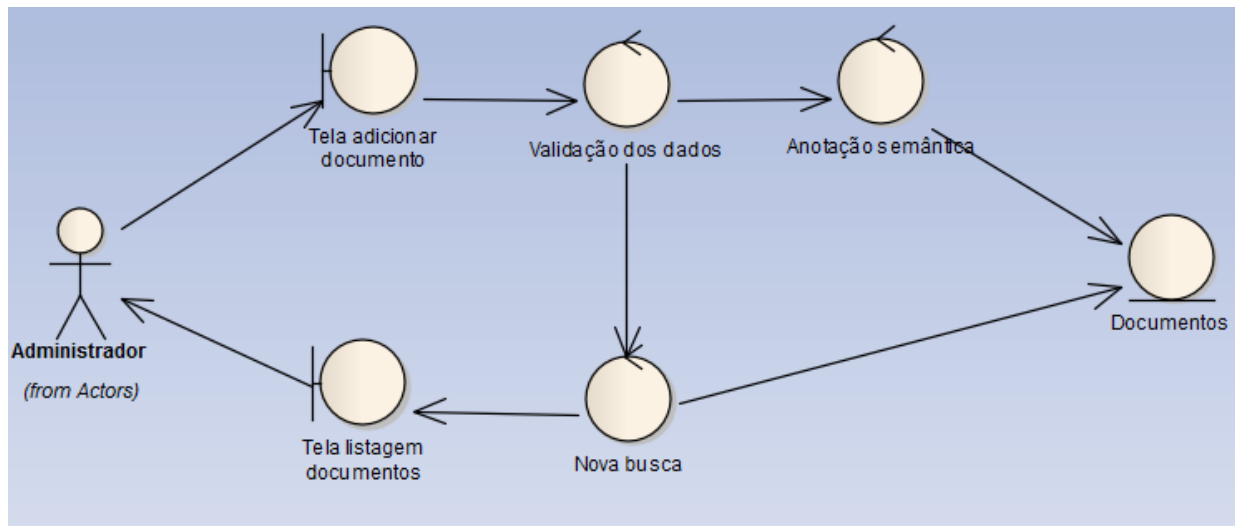 Tela adicionar
documento
Validação dos dados
Anotação semântica
Documentos
Administrador
(from Actors)
Tela listagem
documentos
Nova busca